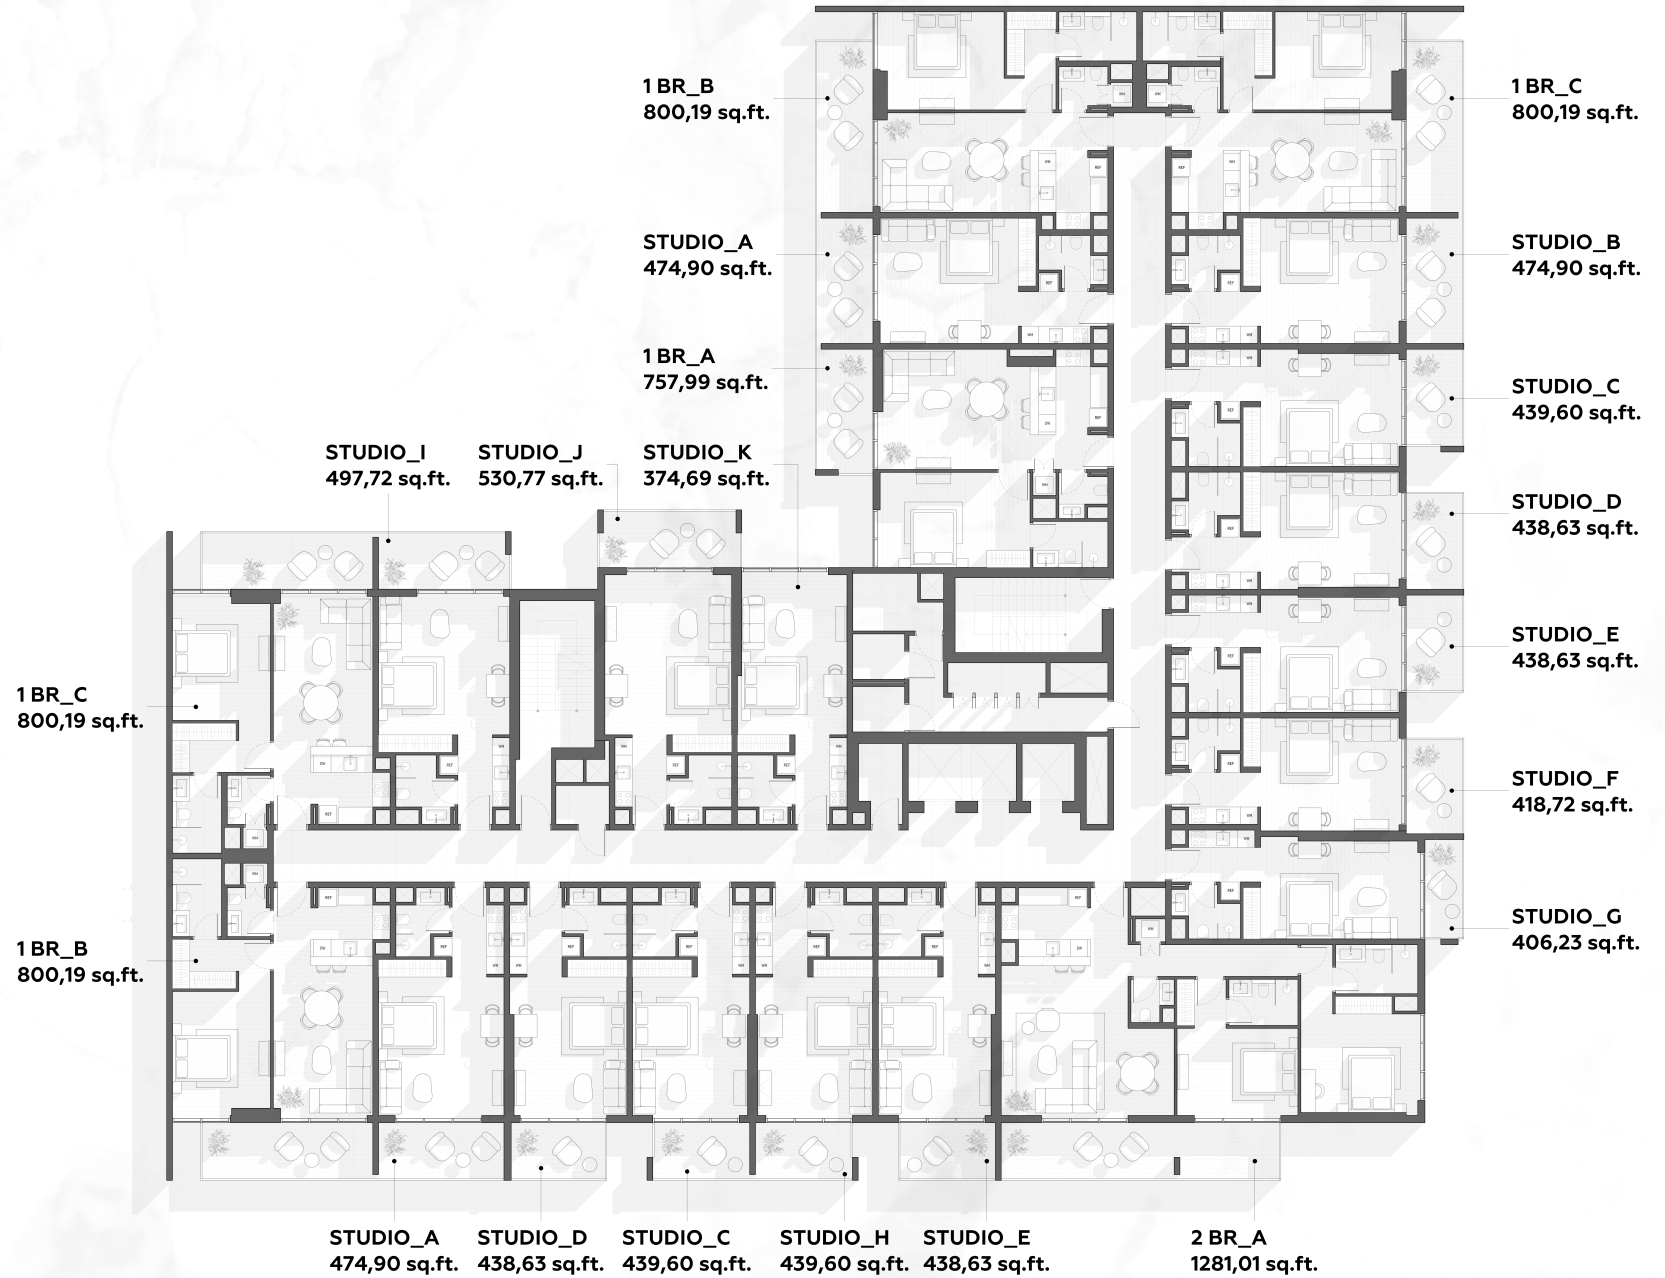 1 BR_B
800,19 sq.ft.
1 BR_C
800,19 sq.ft.
STUDIO_A
474,90 sq.ft.
STUDIO_B
474,90 sq.ft.
1 BR_A
757,99 sq.ft.
STUDIO_C
439,60 sq.ft.
STUDIO_I
497,72 sq.ft.
STUDIO_J
530,77 sq.ft.
STUDIO_K
374,69 sq.ft.
STUDIO_D
438,63 sq.ft.
STUDIO_E
438,63 sq.ft.
1 BR_C
800,19 sq.ft.
STUDIO_F
418,72 sq.ft.
1 BR_B
800,19 sq.ft.
STUDIO_G
406,23 sq.ft.
STUDIO_A
474,90 sq.ft.
STUDIO_D
438,63 sq.ft.
STUDIO_C
439,60 sq.ft.
STUDIO_H
439,60 sq.ft.
STUDIO_E
438,63 sq.ft.
2 BR_A
1281,01 sq.ft.